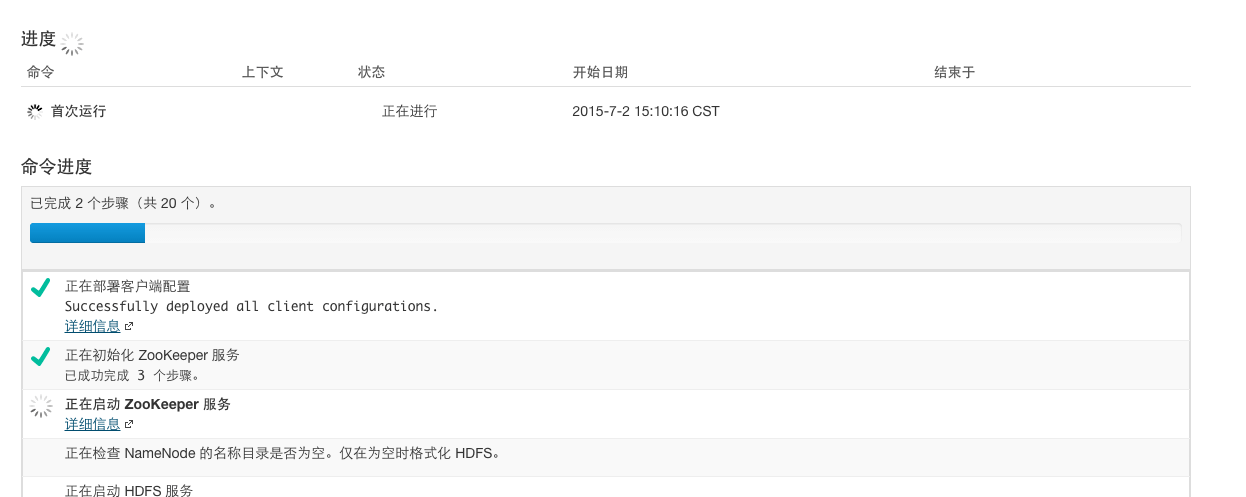 进度
命令 上下文 状态 开始日期 结束于
首次运行 正在进行 2015-7-2 15:10:16 CST
命令进度
已完成 2 个步骤（共 20 个）。
正在部署客户端配置
Successfully deployed all client configurations.
详细信息
正在初始化 ZooKeeper 服务
已成功完成 3 个步骤。
正在启动 ZooKeeper 服务
详细信息
正在检查 NameNode 的名称目录是否为空。仅在为空时格式化 HDFS。
正在启动 HDFS 服务